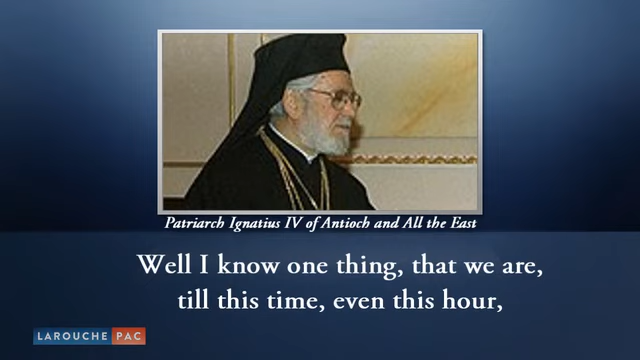 Patriarch Ignatius IV of Antioch and All the East
Well I know one thing, that we are,
till this time, even this hour,
LAROUCHE PAC